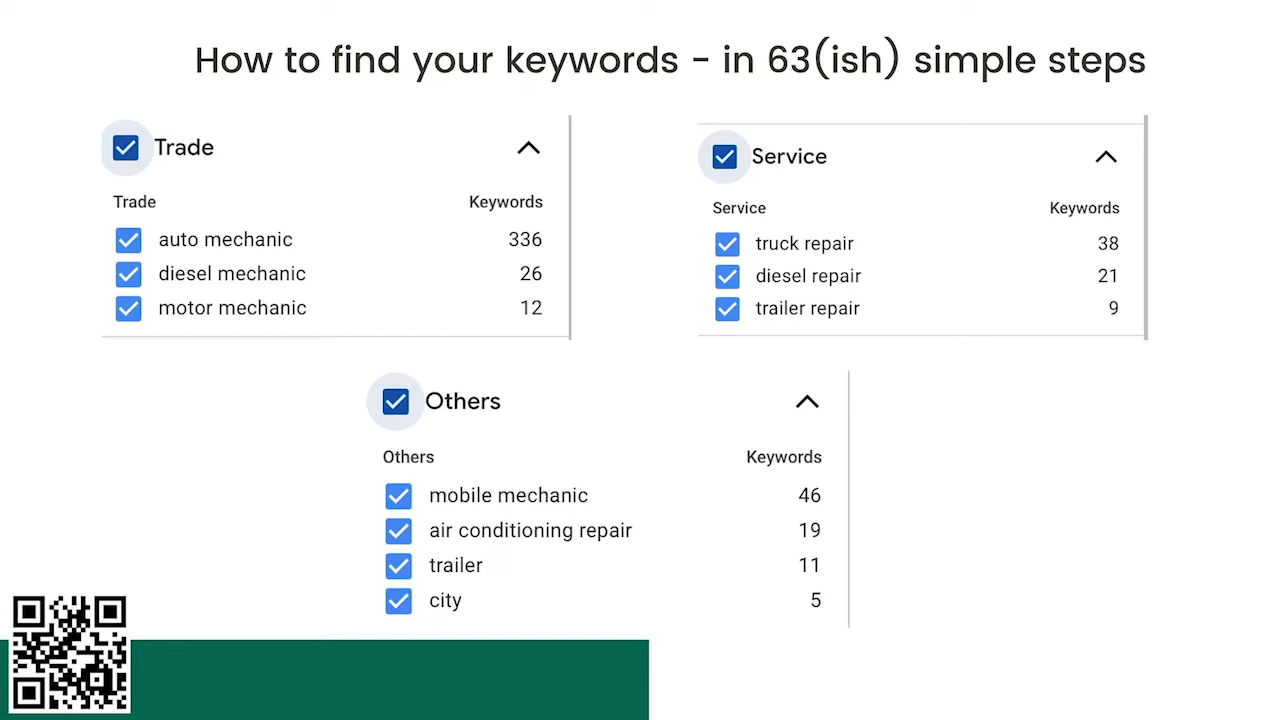 How to find your keywords - in 63(ish) simple steps
Trade
Trade Keywords
auto mechanic 336
diesel mechanic 26
motor mechanic 12
Service
Service Keywords
truck repair 38
diesel repair 21
trailer repair 9
Others
Others Keywords
mobile mechanic 46
air conditioning repair 19
trailer 11
city 5